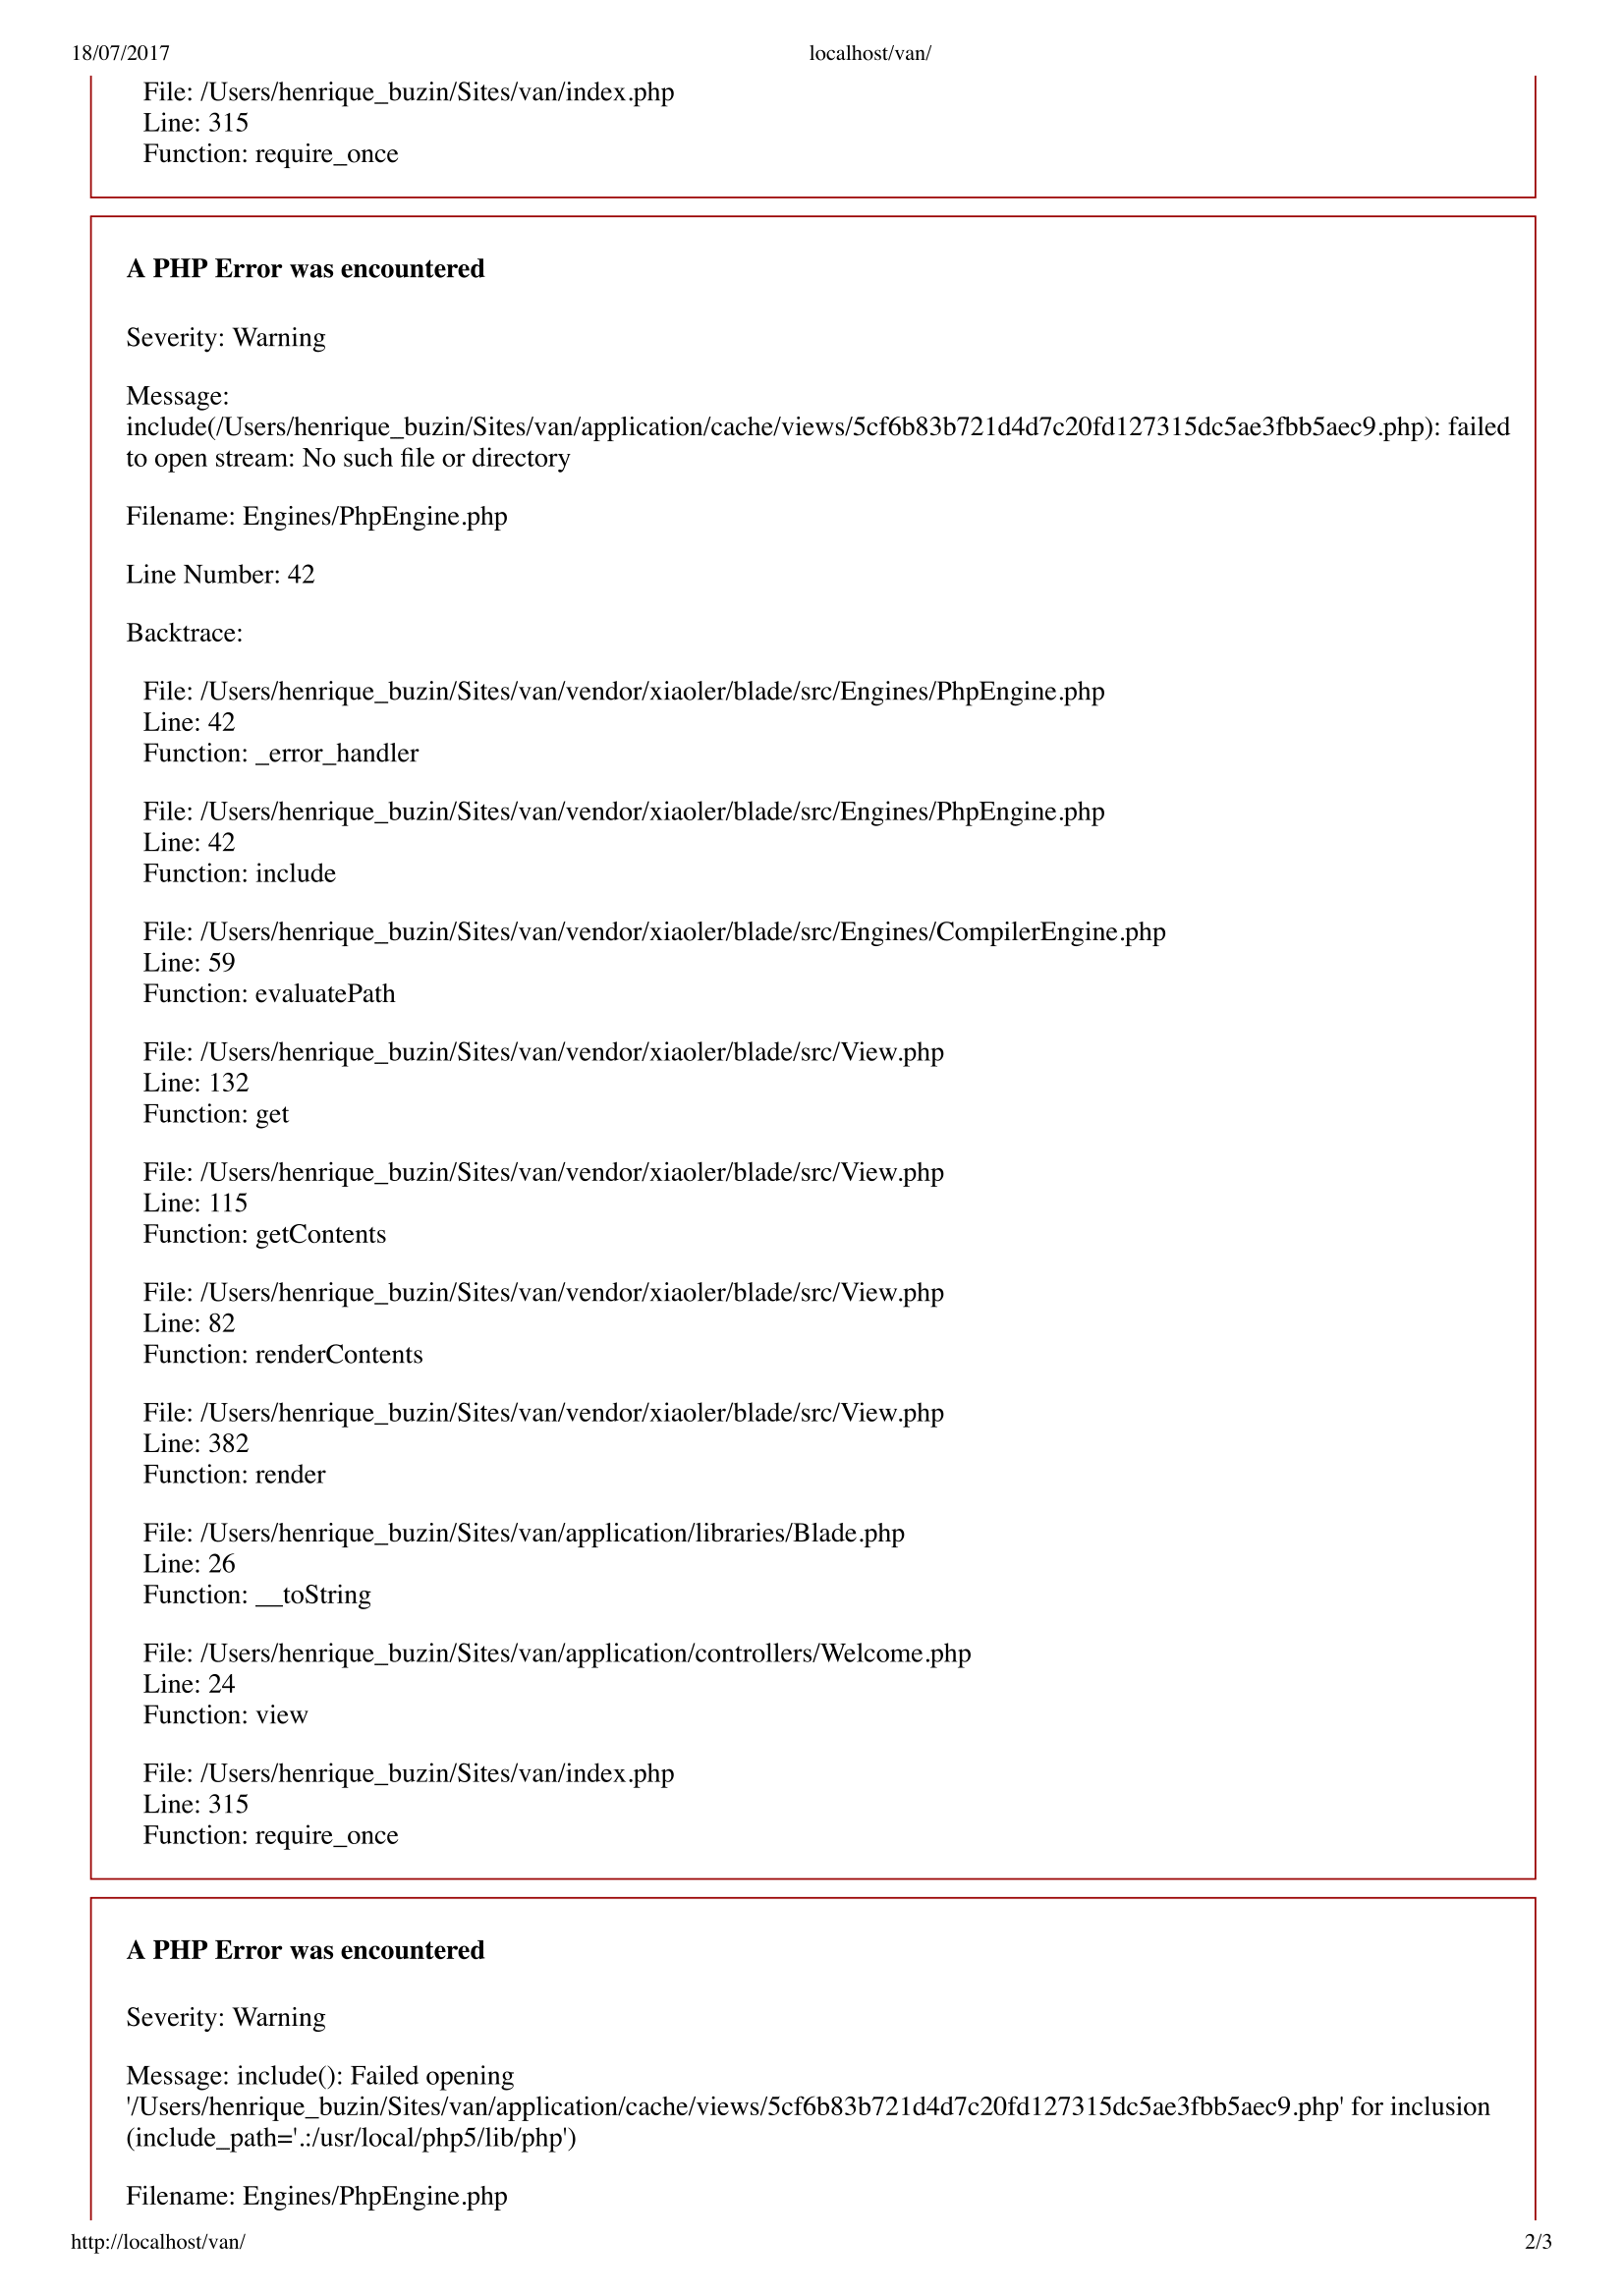 18/07/2017
localhost/van/
File: /Users/henrique_buzin/Sites/van/index.php
Line: 315
Function: require_once
A PHP Error was encountered
Severity: Warning
Message:
include(/Users/henrique_buzin/Sites/van/application/cache/views/5cf6b83b721d4d7c20fd127315dc5ae3fbb5aec9.php): failed
to open stream: No such file or directory
Filename: Engines/PhpEngine.php
Line Number: 42
Backtrace:
File: /Users/henrique_buzin/Sites/van/vendor/xiaoler/blade/src/Engines/PhpEngine.php
Line: 42
Function: _error_handler
File: /Users/henrique_buzin/Sites/van/vendor/xiaoler/blade/src/Engines/PhpEngine.php
Line: 42
Function: include
File: /Users/henrique_buzin/Sites/van/vendor/xiaoler/blade/src/Engines/CompilerEngine.php
Line: 59
Function: evaluatePath
File: /Users/henrique_buzin/Sites/van/vendor/xiaoler/blade/src/View.php
Line: 132
Function: get
File: /Users/henrique_buzin/Sites/van/vendor/xiaoler/blade/src/View.php
Line: 115
Function: getContents
File: /Users/henrique_buzin/Sites/van/vendor/xiaoler/blade/src/View.php
Line: 82
Function: renderContents
File: /Users/henrique_buzin/Sites/van/vendor/xiaoler/blade/src/View.php
Line: 382
Function: render
File: /Users/henrique_buzin/Sites/van/application/libraries/Blade.php
Line: 26
Function: __toString
File: /Users/henrique_buzin/Sites/van/application/controllers/Welcome.php
Line: 24
Function: view
File: /Users/henrique_buzin/Sites/van/index.php
Line: 315
Function: require_once
A PHP Error was encountered
Severity: Warning
Message: include(): Failed opening
'/Users/henrique_buzin/Sites/van/application/cache/views/5cf6b83b721d4d7c20fd127315dc5ae3fbb5aec9.php' for inclusion
(include_path='.:/usr/local/php5/lib/php')
Filename: Engines/PhpEngine.php
http://localhost/van/
2/3